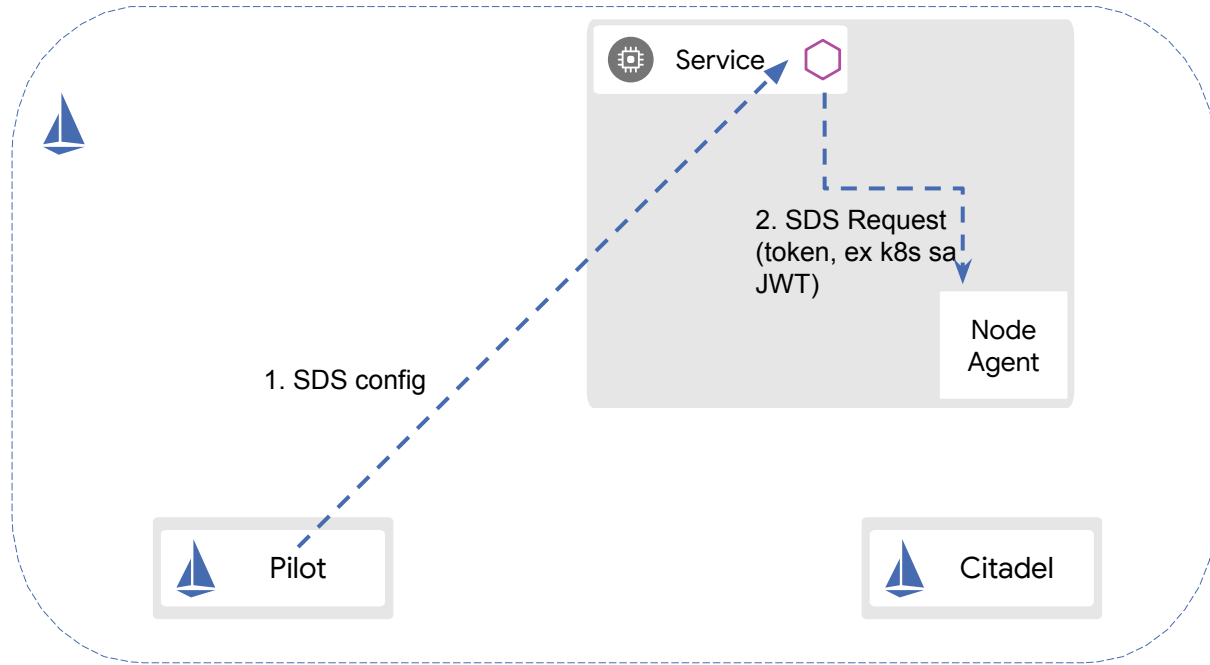 Service
2. SDS Request
(token, ex k8s sa
JWT)
Node
Agent
1. SDS config
Pilot
Citadel